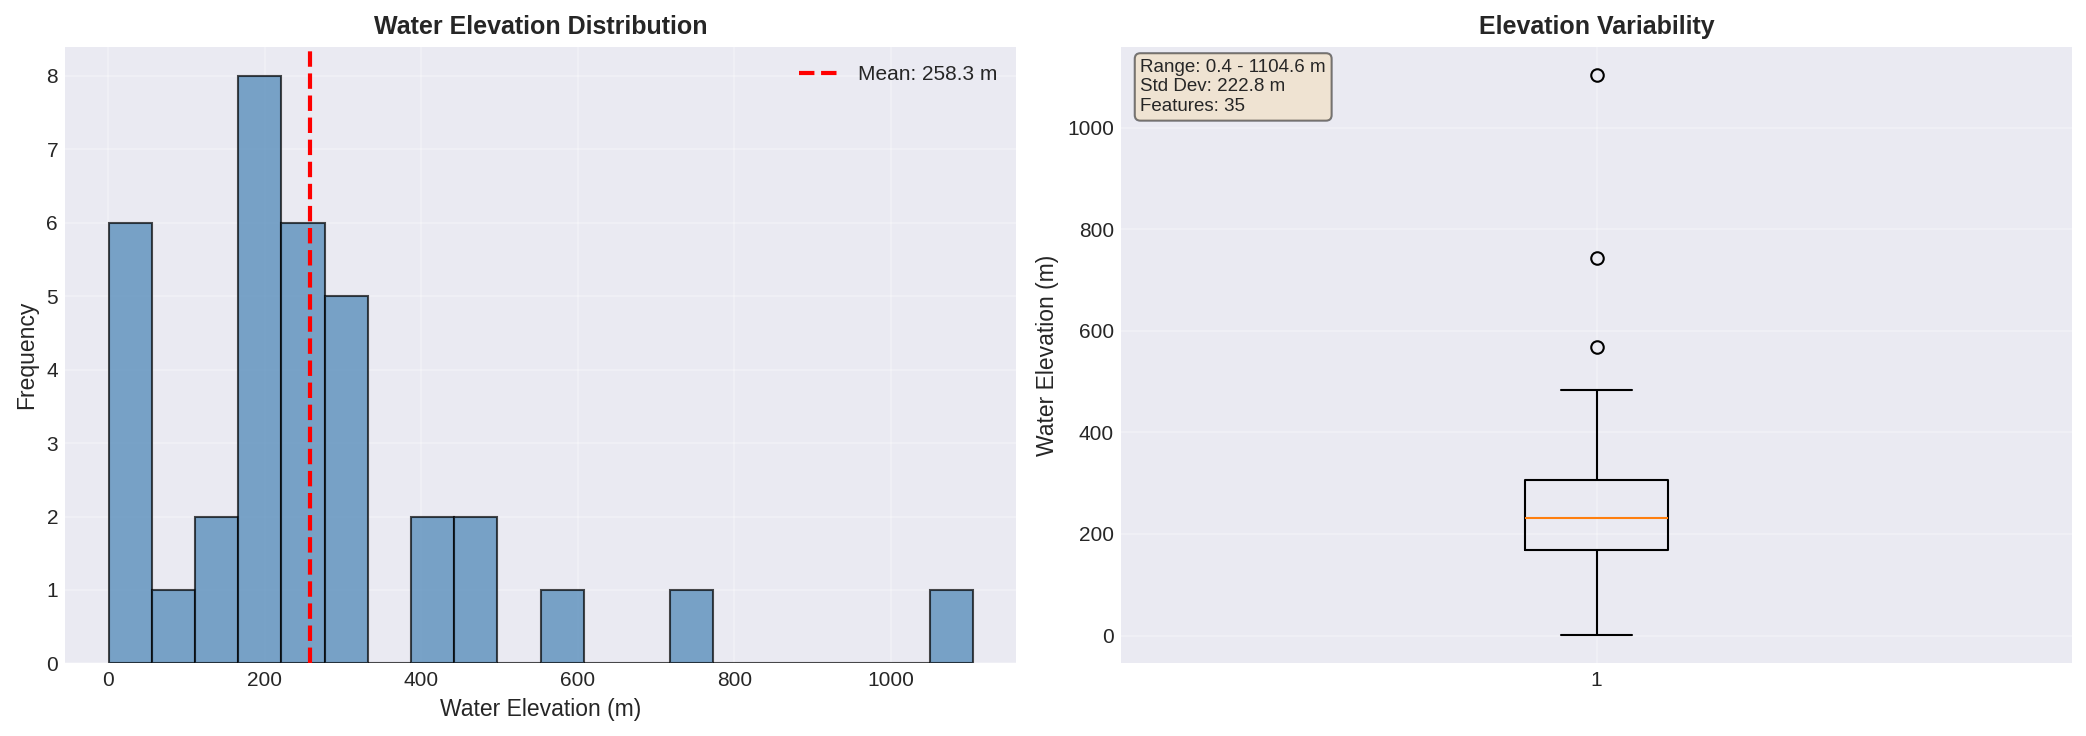 Water Elevation Distribution
Mean: 258.3 m
Frequency
8
7
6
5
4
3
2
1
0
0 200 400 600 800 1000
Water Elevation (m)
Elevation Variability
Range: 0.4 - 1104.6 m
Std Dev: 222.8 m
Features: 35
Water Elevation (m)
1000
800
600
400
200
0
1